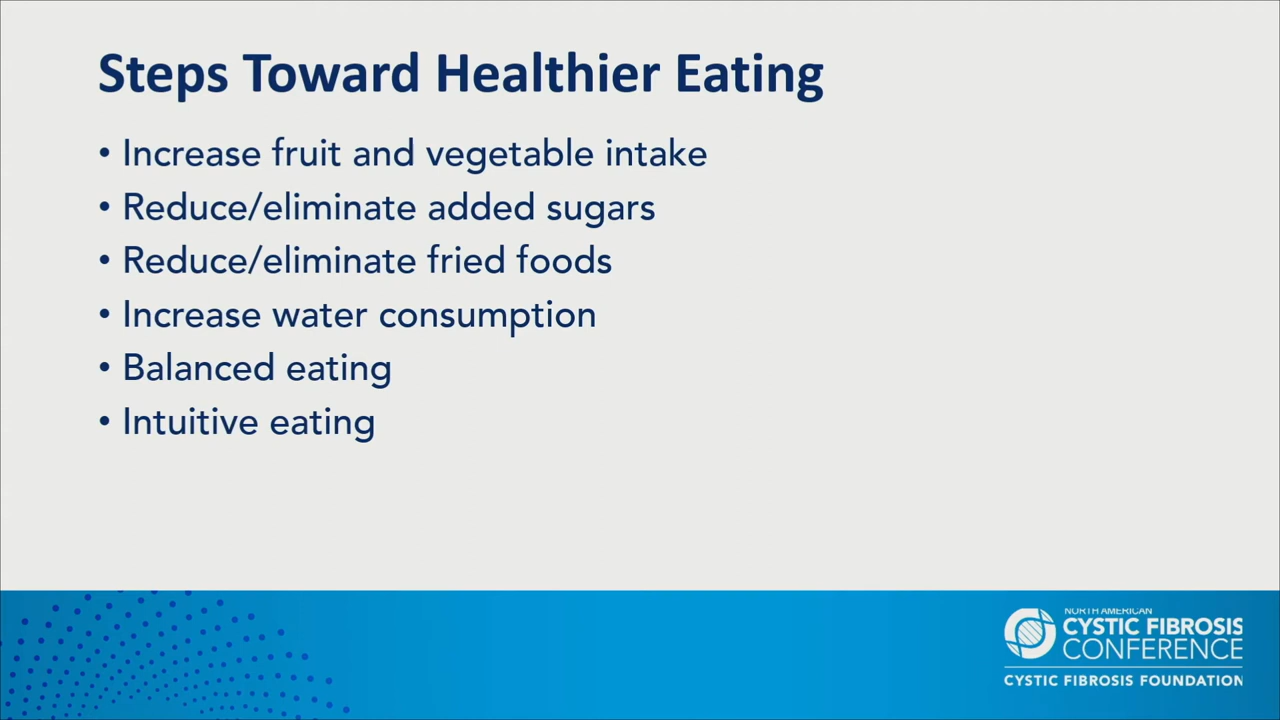 Steps Toward Healthier Eating
• Increase fruit and vegetable intake
• Reduce/eliminate added sugars
• Reduce/eliminate fried foods
• Increase water consumption
• Balanced eating
• Intuitive eating
NORTH AMERICAN
CYSTIC FIBROSIS
CONFERENCE
CYSTIC FIBROSIS FOUNDATION